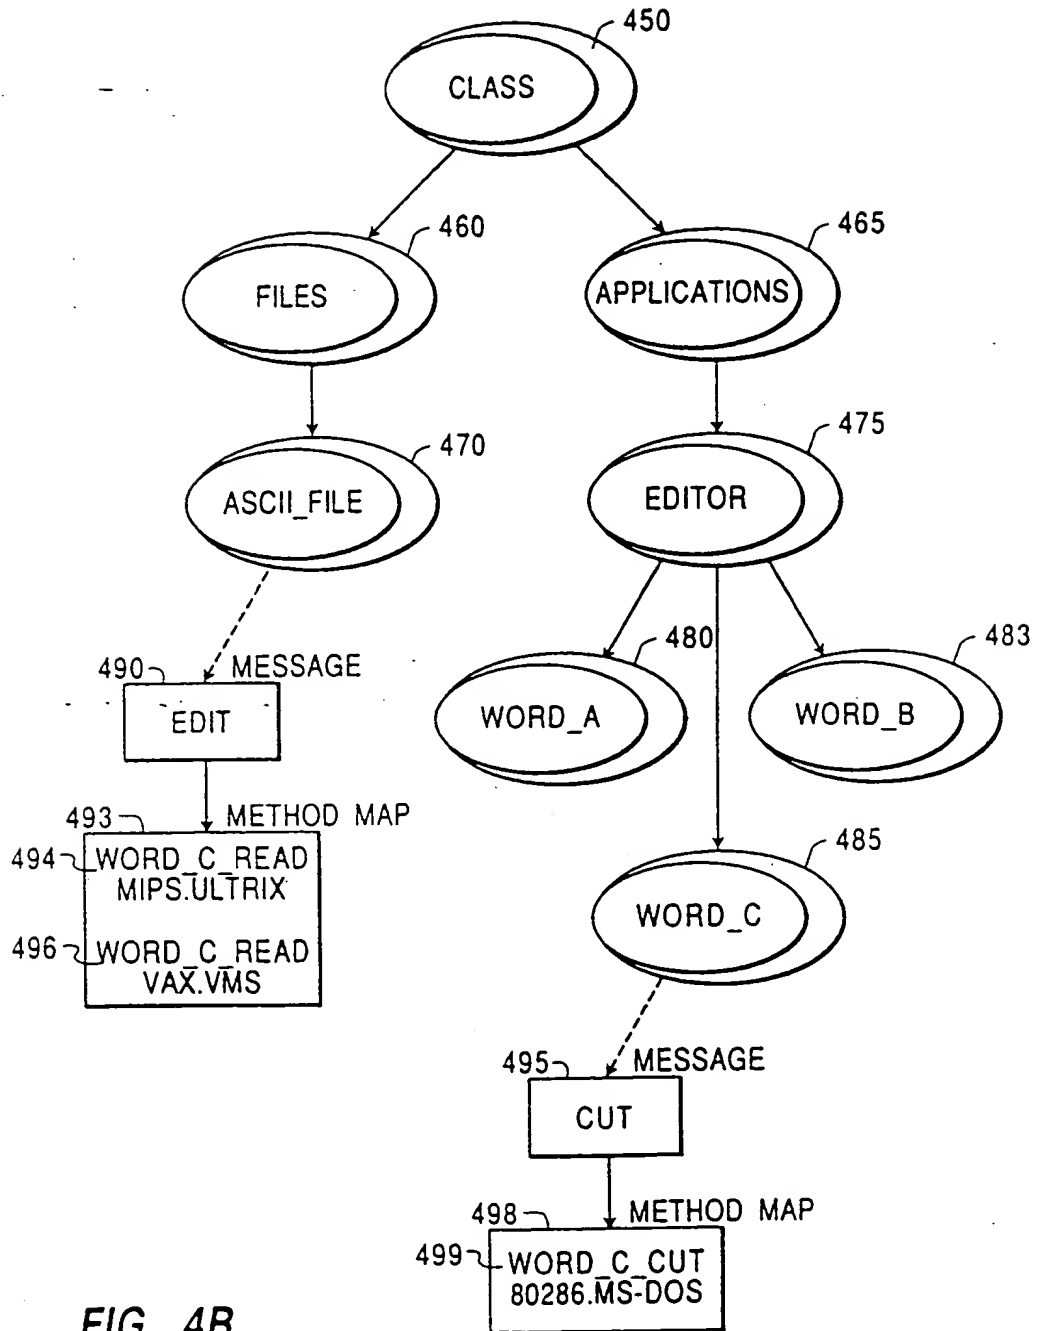 450
CLASS
460
465
FILES
APPLICATIONS
470
475
ASCII_FILE
EDITOR
480
483
490
MESSAGE
EDIT
WORD_A
WORD_B
493
METHOD MAP
494
WORD_C_READ
MIPS.ULTRIX
485
496
WORD_C_READ
VAX.VMS
WORD_C
495
MESSAGE
CUT
498
METHOD MAP
499
WORD_C_CUT
80286.MS-DOS
FIG. 4B